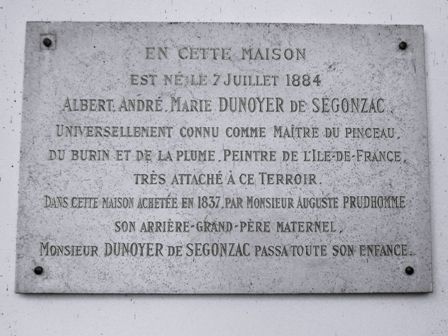 EN CETTE MAISON
EST NÉ, LE 7 JUILLET 1884
ALBERT, ANDRÉ, MARIE DUNOYER DE SÉGONZAC,
UNIVERSELLEMENT CONNU COMME MAÎTRE DU PINCEAU,
DU BURIN ET DE LA PLUME, PEINTRE DE L'ILE-DE-FRANCE,
TRÈS ATTACHÉ À CE TERROIR.
DANS CETTE MAISON ACHETÉE EN 1837, PAR MONSIEUR AUGUSTE PRUDHOMME
SON ARRIÈRE-GRAND-PÈRE MATERNEL,
MONSIEUR DUNOYER DE SEGONZAC PASSA TOUTE SON ENFANCE.